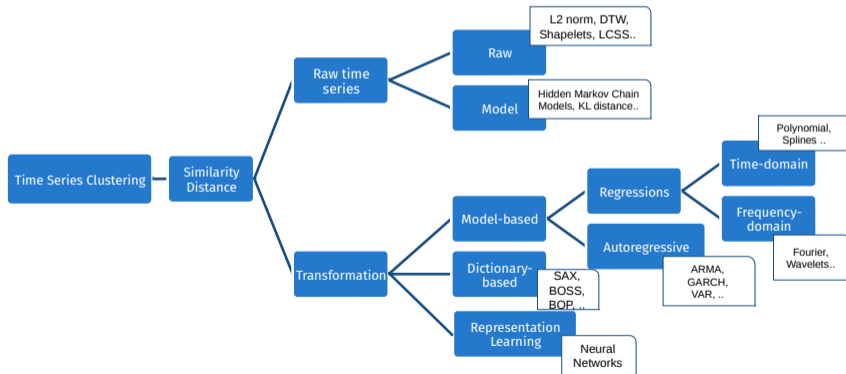 L2 norm, DTW,
Shapelets, LCSS..
Raw
Raw time
series
Hidden Markov Chain
Models, KL distance..
Model
Polynomial,
Splines ..
Time-domain
Time Series Clustering
Similarity
Distance
Regressions
Model-based
Frequency-
domain
Autoregressive
Fourier,
Wavelets..
Transformation
Dictionary-
based
SAX,
BOSS,
BOP, ..
ARMA,
GARCH,
VAR, ..
Representation
Learning
Neural
Networks